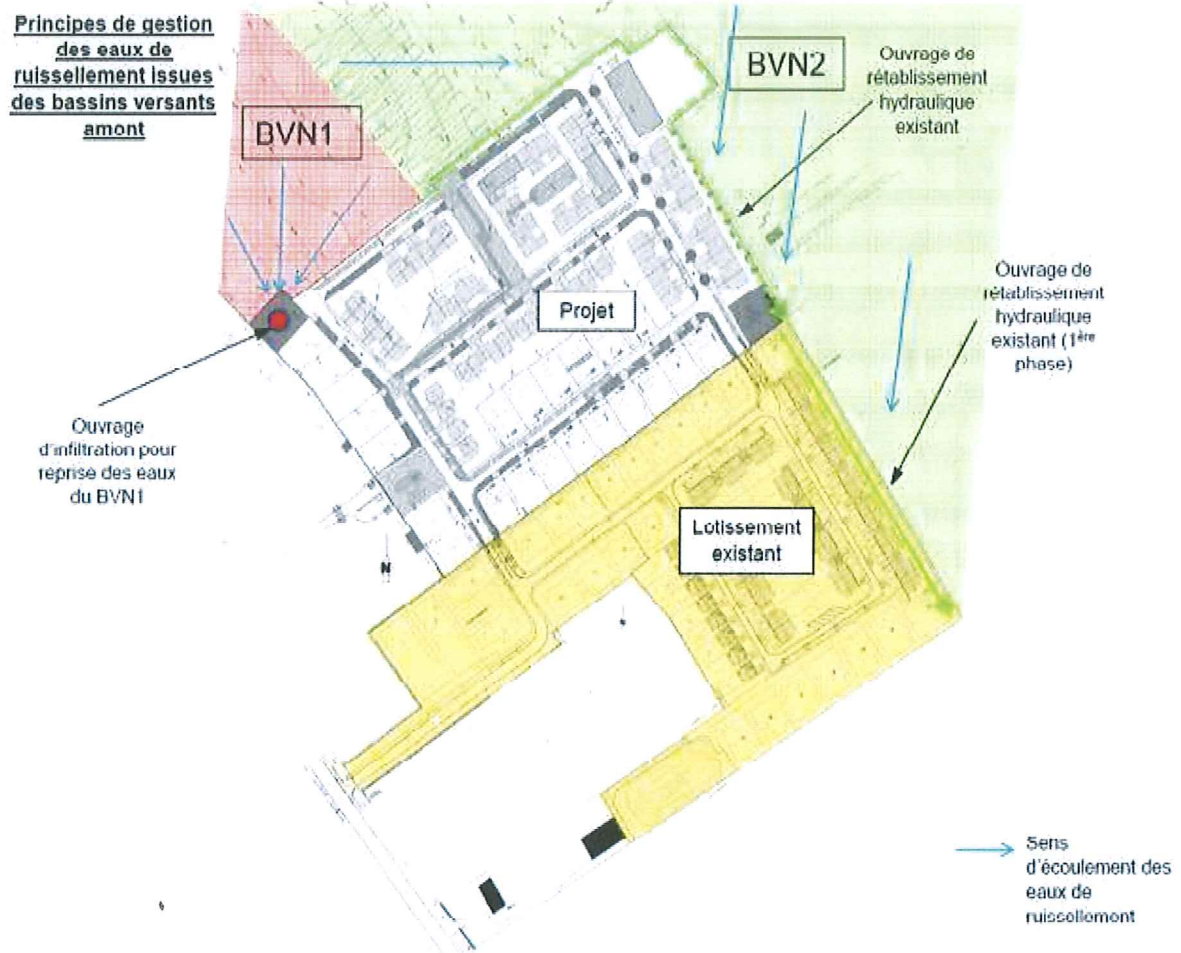 Principes de gestion
des eaux de
ruissellement issues
des bassins versants
amont
BVN1
BVN2
Ouvrage de
rétablissement
hydraulique
existant
Ouvrage de
rétablissement
hydraulique
existant (1ère
phase)
Projet
Ouvrage
d'infiltration pour
reprise des eaux
du BVN1
Lotissement
existant
N
Sens
d'écoulement des
eaux de
ruissellement